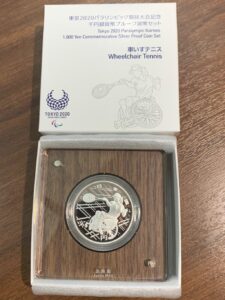 東京2020パラリンピック競技大会記念
千円銀貨幣プルーフ貨幣セット
Tokyo 2020 Paralympic Games
1,000 Yen Commemorative Silver Proof Coin Set
車いすテニス
Wheelchair Tennis
TOKYO 2020